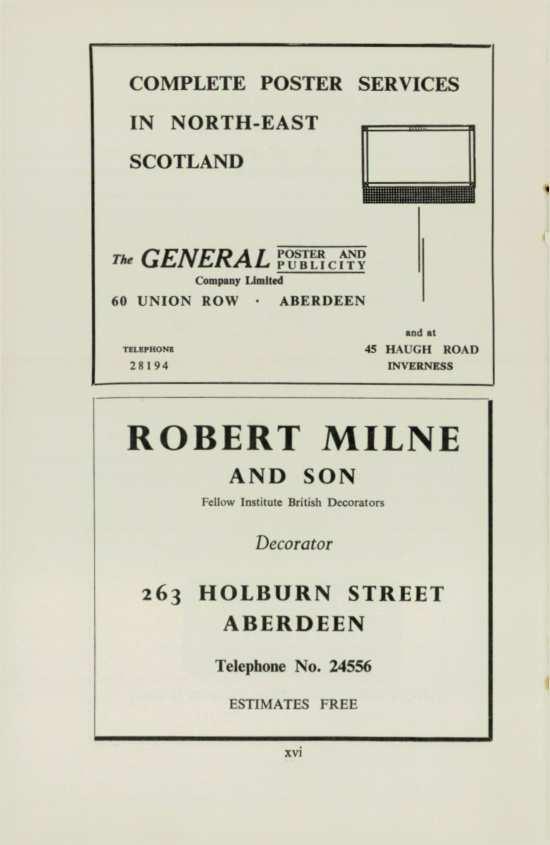 COMPLETE POSTER SERVICES
IN NORTH-EAST
SCOTLAND
The GENERAL POSTER AND PUBLICITY
Company Limited
60 UNION ROW · ABERDEEN
TELEPHONE
28194
and at
45 HAUGH ROAD
INVERNESS
ROBERT MILNE
AND SON
Fellow Institute British Decorators
Decorator
263 HOLBURN STREET
ABERDEEN
Telephone No. 24556
ESTIMATES FREE
xvi